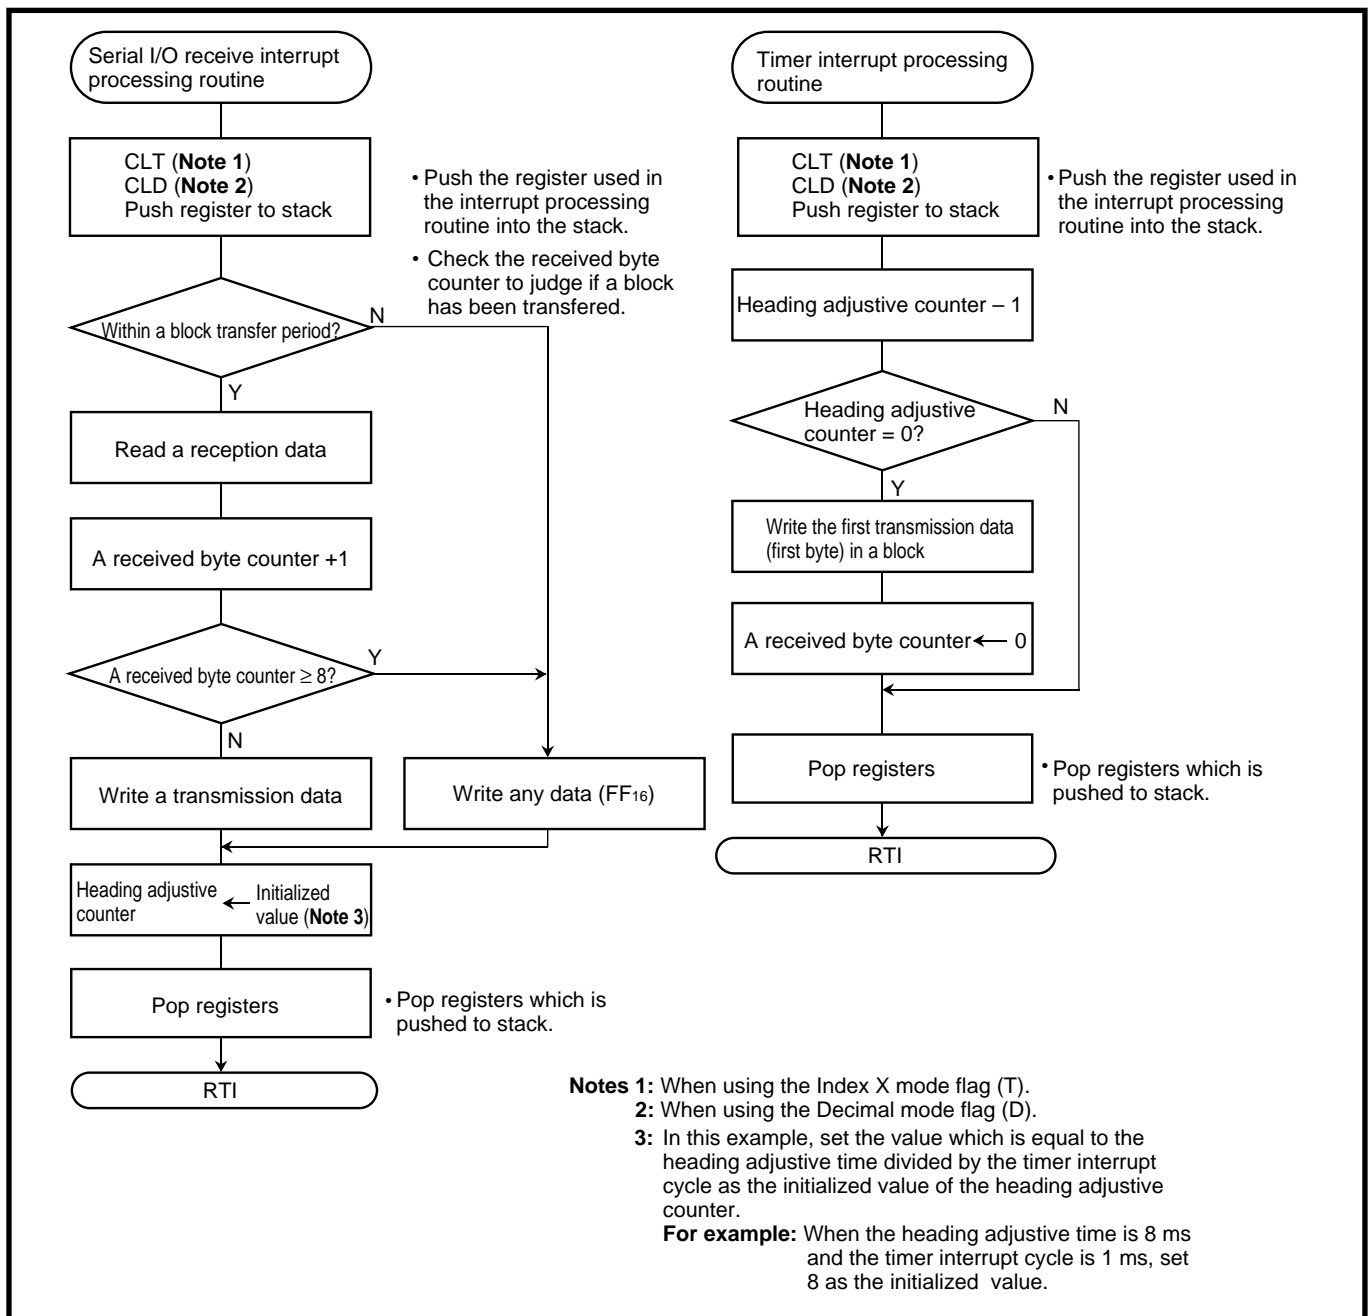 Serial I/O receive interrupt
processing routine
CLT (Note 1)
CLD (Note 2)
Push register to stack
• Push the register used in
the interrupt processing
routine into the stack.
• Check the received byte
counter to judge if a block
has been transfered.
Within a block transfer period?
N
Y
Read a reception data
A received byte counter +1
A received byte counter ≥ 8?
Y
N
Write a transmission data
Write any data (FF₁₆)
Heading adjustive
counter
← Initialized
value (Note 3)
Pop registers
• Pop registers which is
pushed to stack.
RTI
Timer interrupt processing
routine
CLT (Note 1)
CLD (Note 2)
Push register to stack
• Push the register used in
the interrupt processing
routine into the stack.
Heading adjustive counter – 1
Heading adjustive
counter = 0?
N
Y
Write the first transmission data
(first byte) in a block
A received byte counter ← 0
Pop registers
• Pop registers which is
pushed to stack.
RTI
Notes 1: When using the Index X mode flag (T).
2: When using the Decimal mode flag (D).
3: In this example, set the value which is equal to the
heading adjustive time divided by the timer interrupt
cycle as the initialized value of the heading adjustive
counter.
For example: When the heading adjustive time is 8 ms
and the timer interrupt cycle is 1 ms, set
8 as the initialized value.